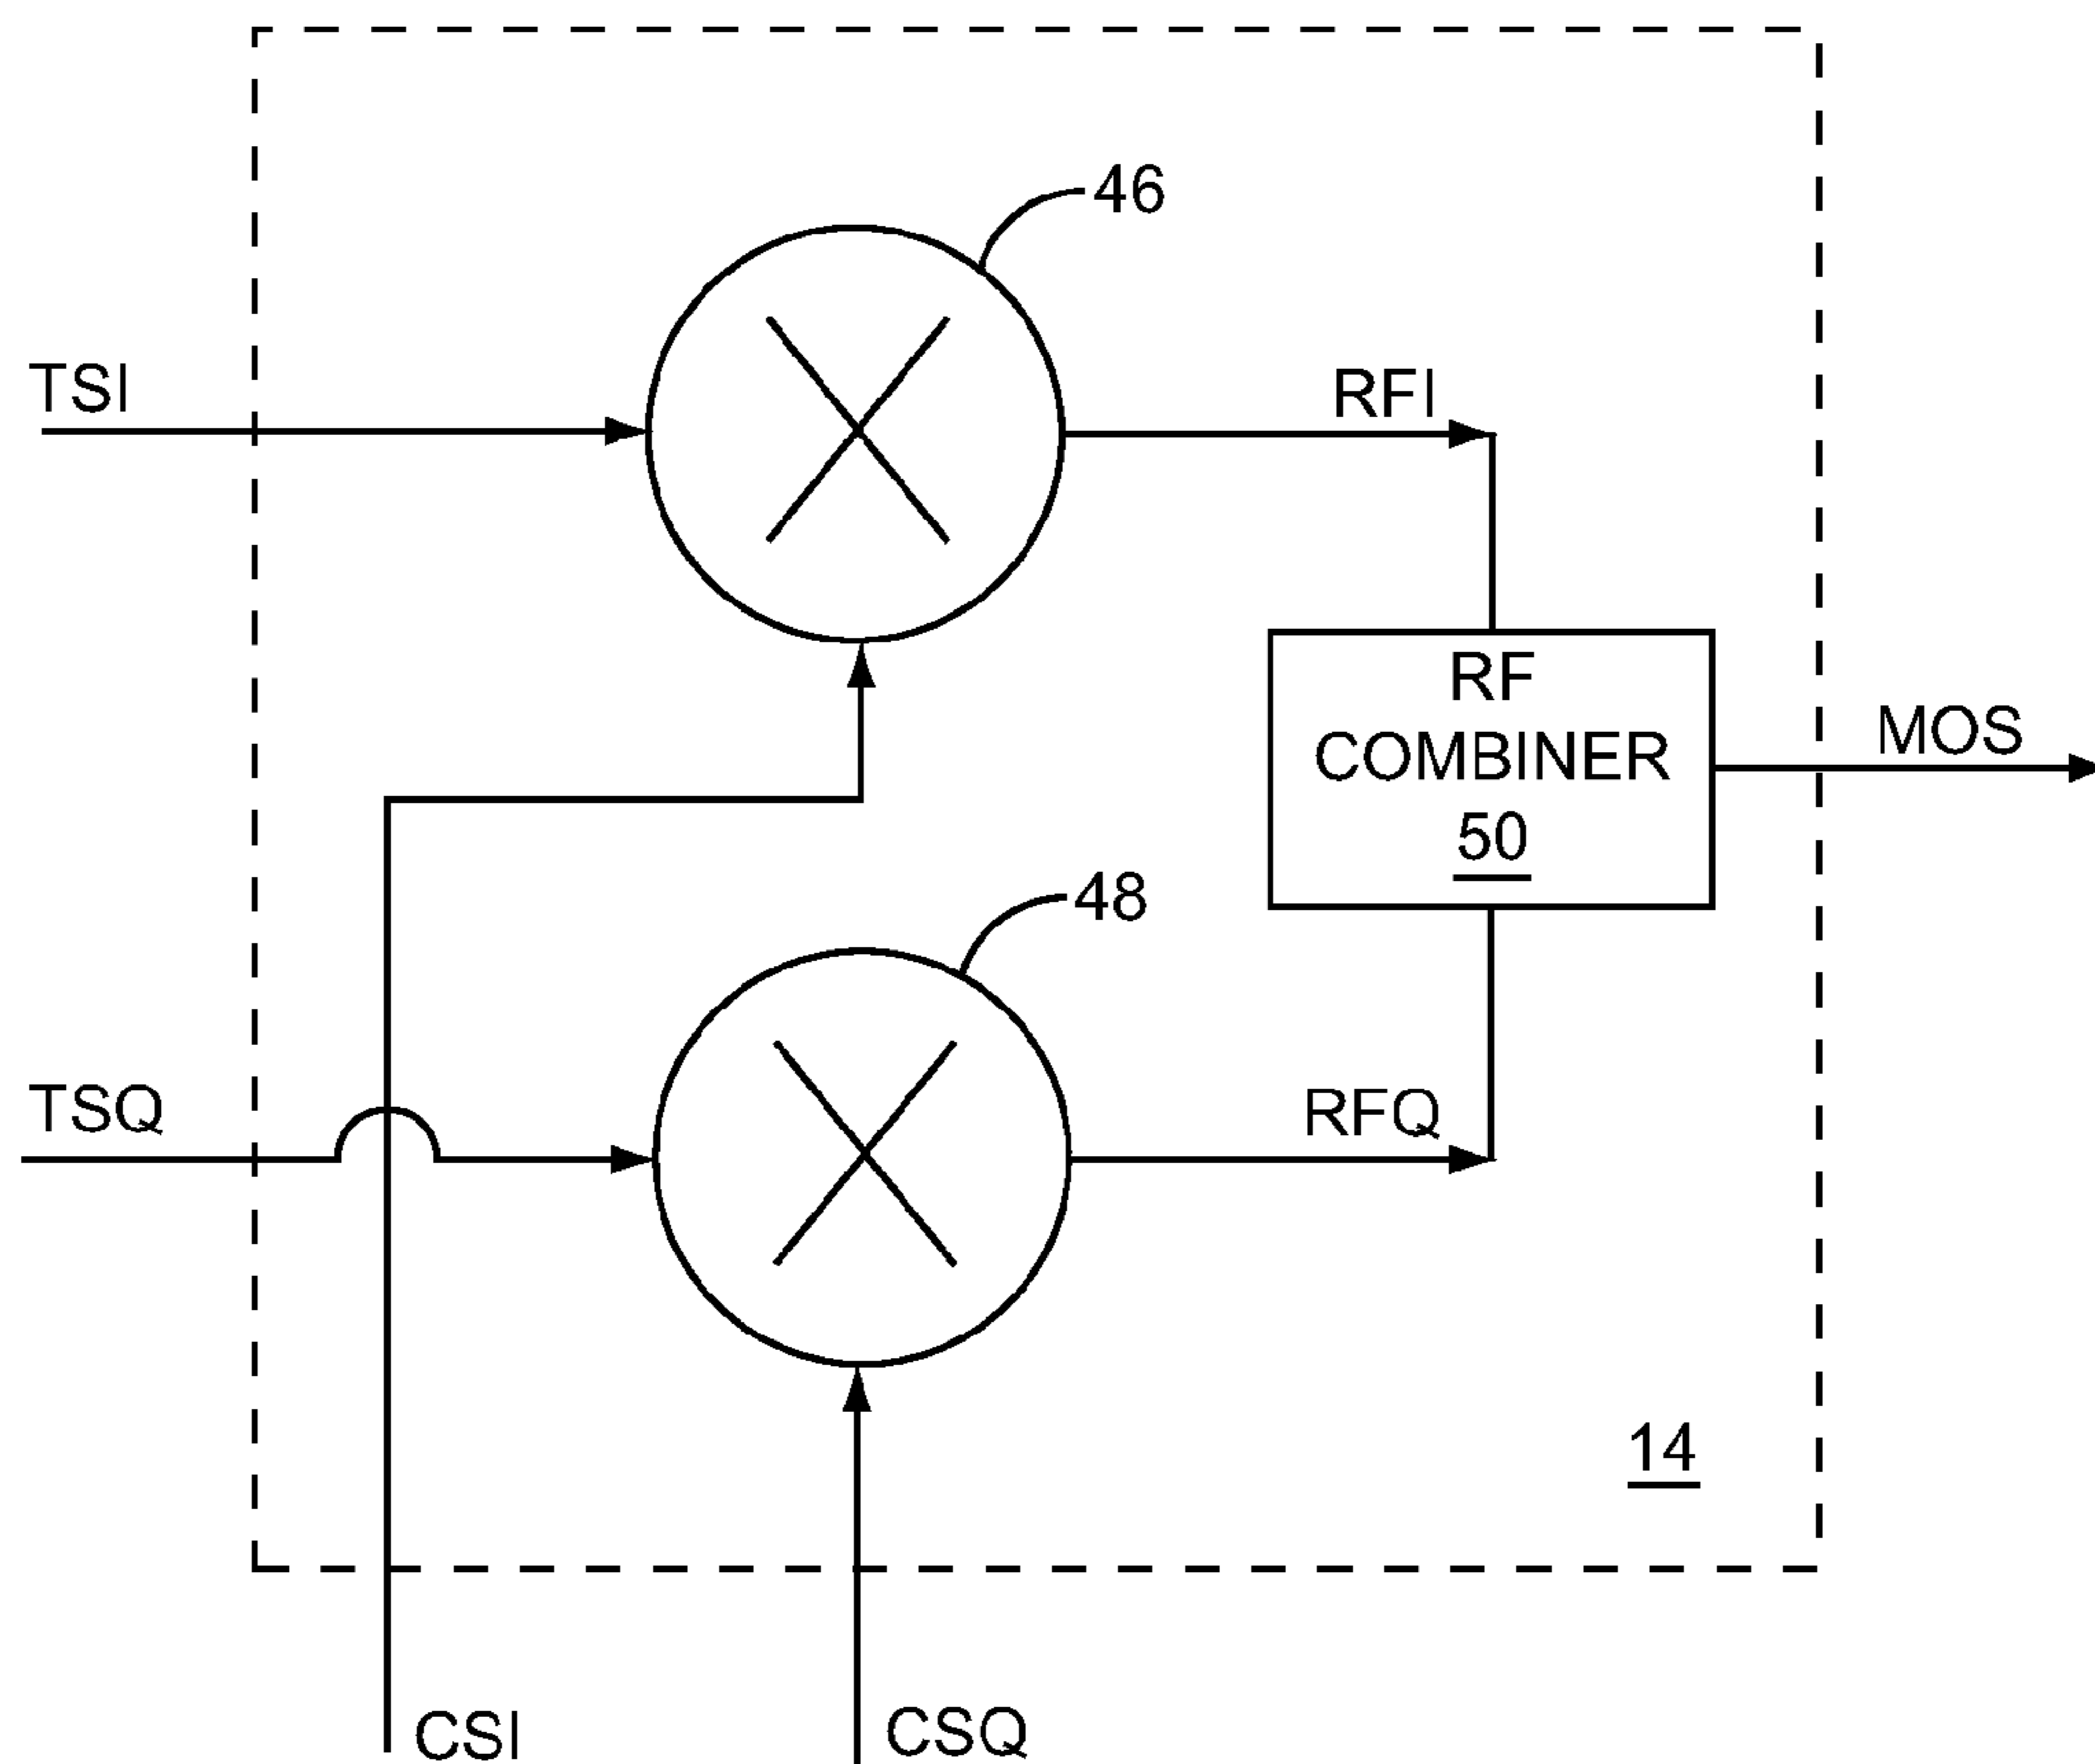 46
TSI
RFI
RF
COMBINER
50
MOS
48
TSQ
RFQ
14
CSI
CSQ